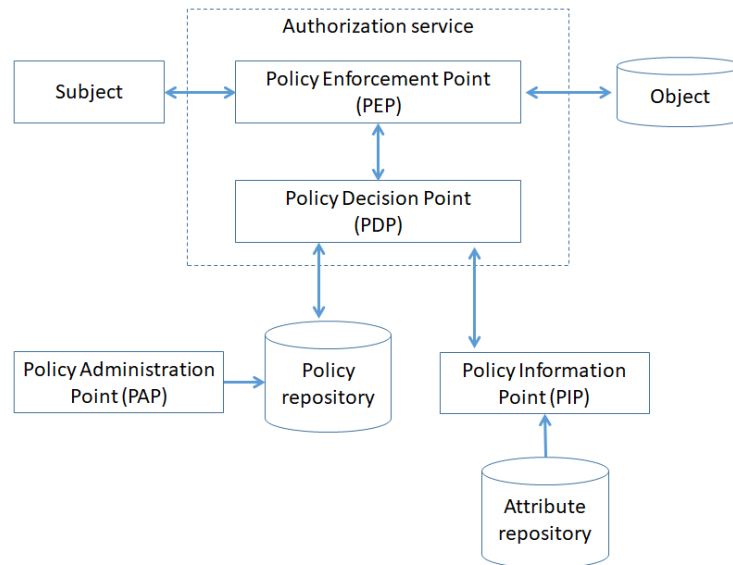 Authorization service
Subject
Policy Enforcement Point
(PEP)
Object
Policy Decision Point
(PDP)
Policy Administration
Point (PAP)
Policy
repository
Policy Information
Point (PIP)
Attribute
repository